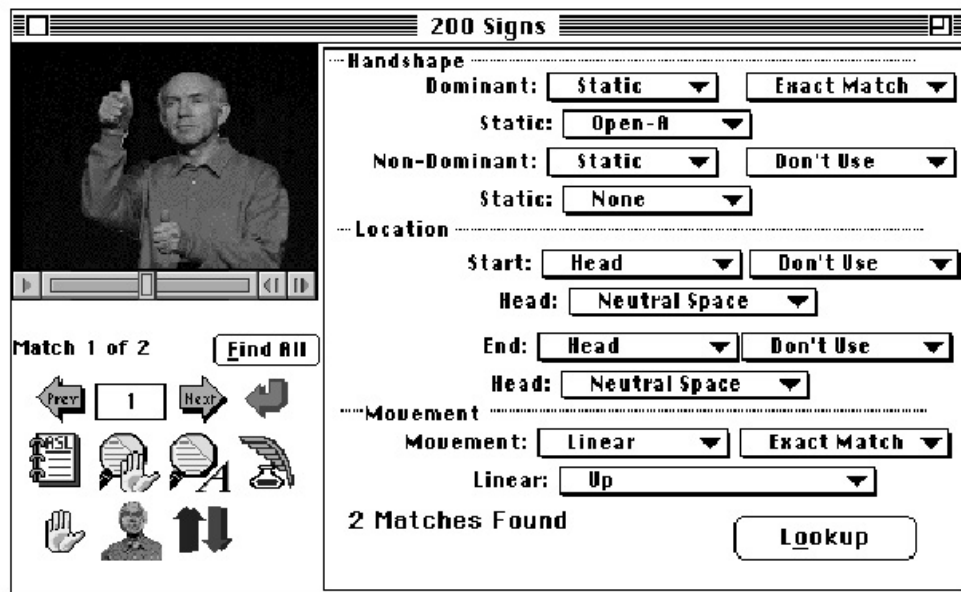 200 Signs
Handshape
Dominant: Static Exact Match
Static: Open-A
Non-Dominant: Static Don't Use
Static: None
Location
Start: Head Don't Use
Head: Neutral Space
End: Head Don't Use
Head: Neutral Space
Movement
Movement: Linear Exact Match
Linear: Up
2 Matches Found
Lookup
Match 1 of 2 Find All
Prev 1 Next
ASL
A